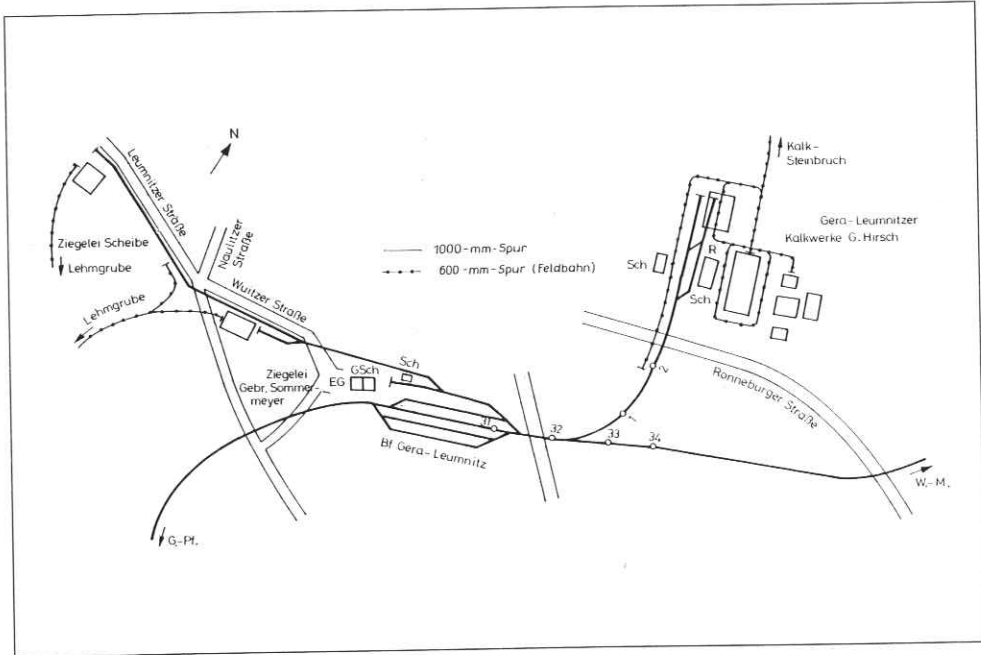 N
Leumnitzer Straße
Naulitzer
Straße
Wuitzer Straße
Ziegelei Scheibe
Lehmgrube
Lehmgrube
1000-mm-Spur
600-mm-Spur (Feldbahn)
Kalk-
Steinbruch
Gera-Leumnitzer
Kalkwerke G. Hirsch
Sch
R
Sch
Ronneburger Straße
Ziegelei
Gebr. Sommer-
meyer
EG
GSch
Sch
Bf Gera-Leumnitz
31
32
33
34
1
2
G.-Pf.
W.-M.